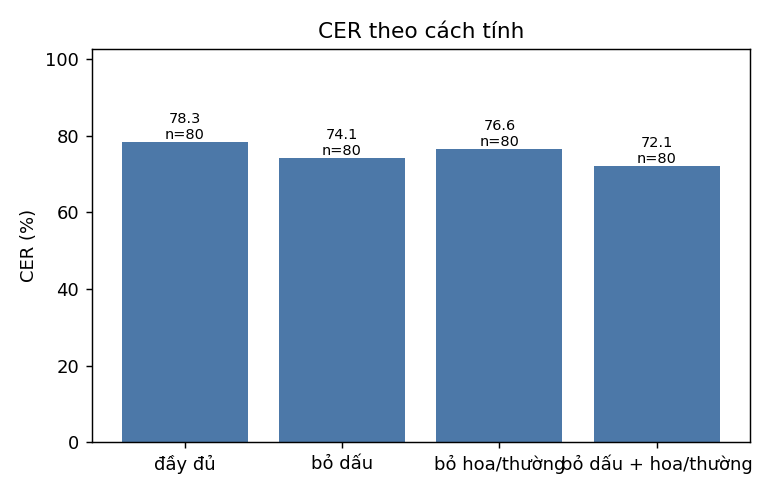 CER theo cách tính
CER (%)
100
80
60
40
20
0
78.3
n=80
74.1
n=80
76.6
n=80
72.1
n=80
đầy đủ
bỏ dấu
bỏ hoa/thường
bỏ dấu + hoa/thường